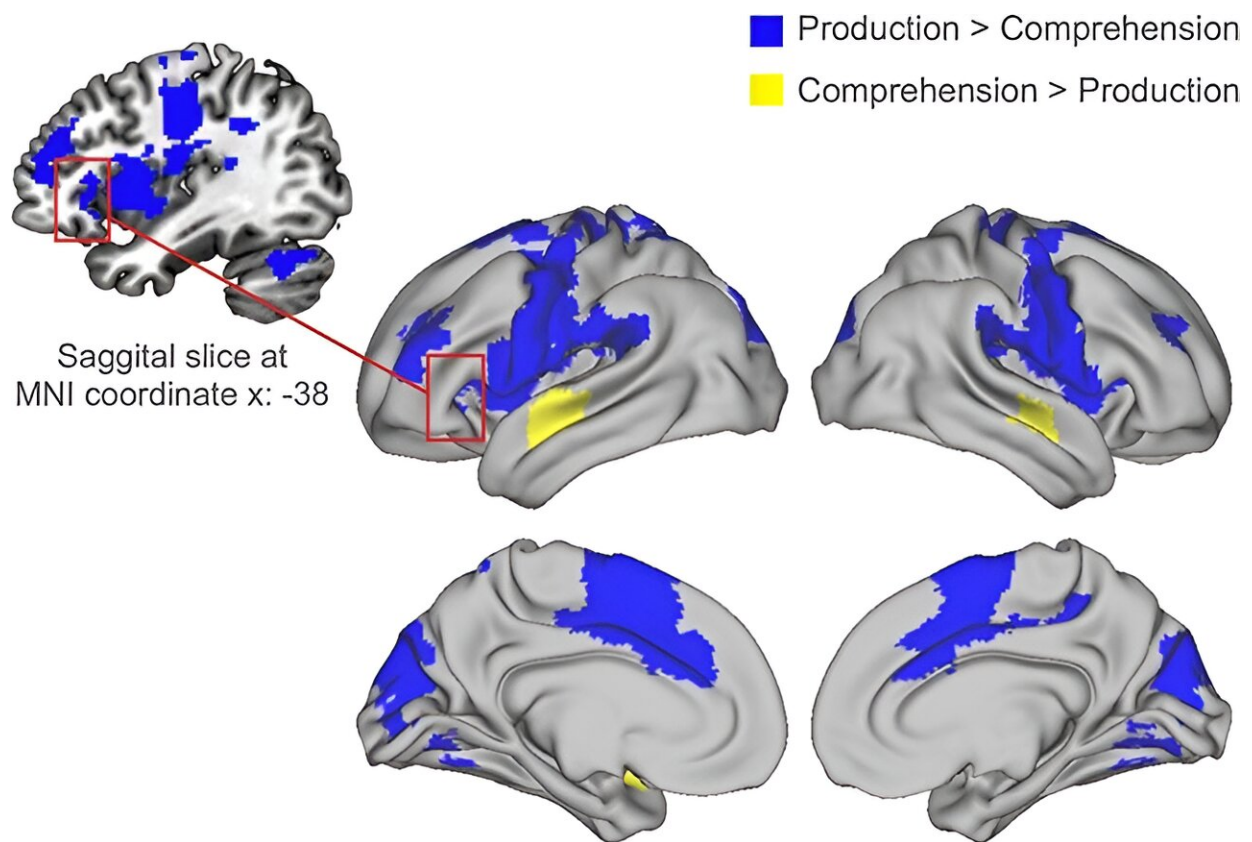 Production > Comprehension
Comprehension > Production
Saggital slice at
MNI coordinate x: -38